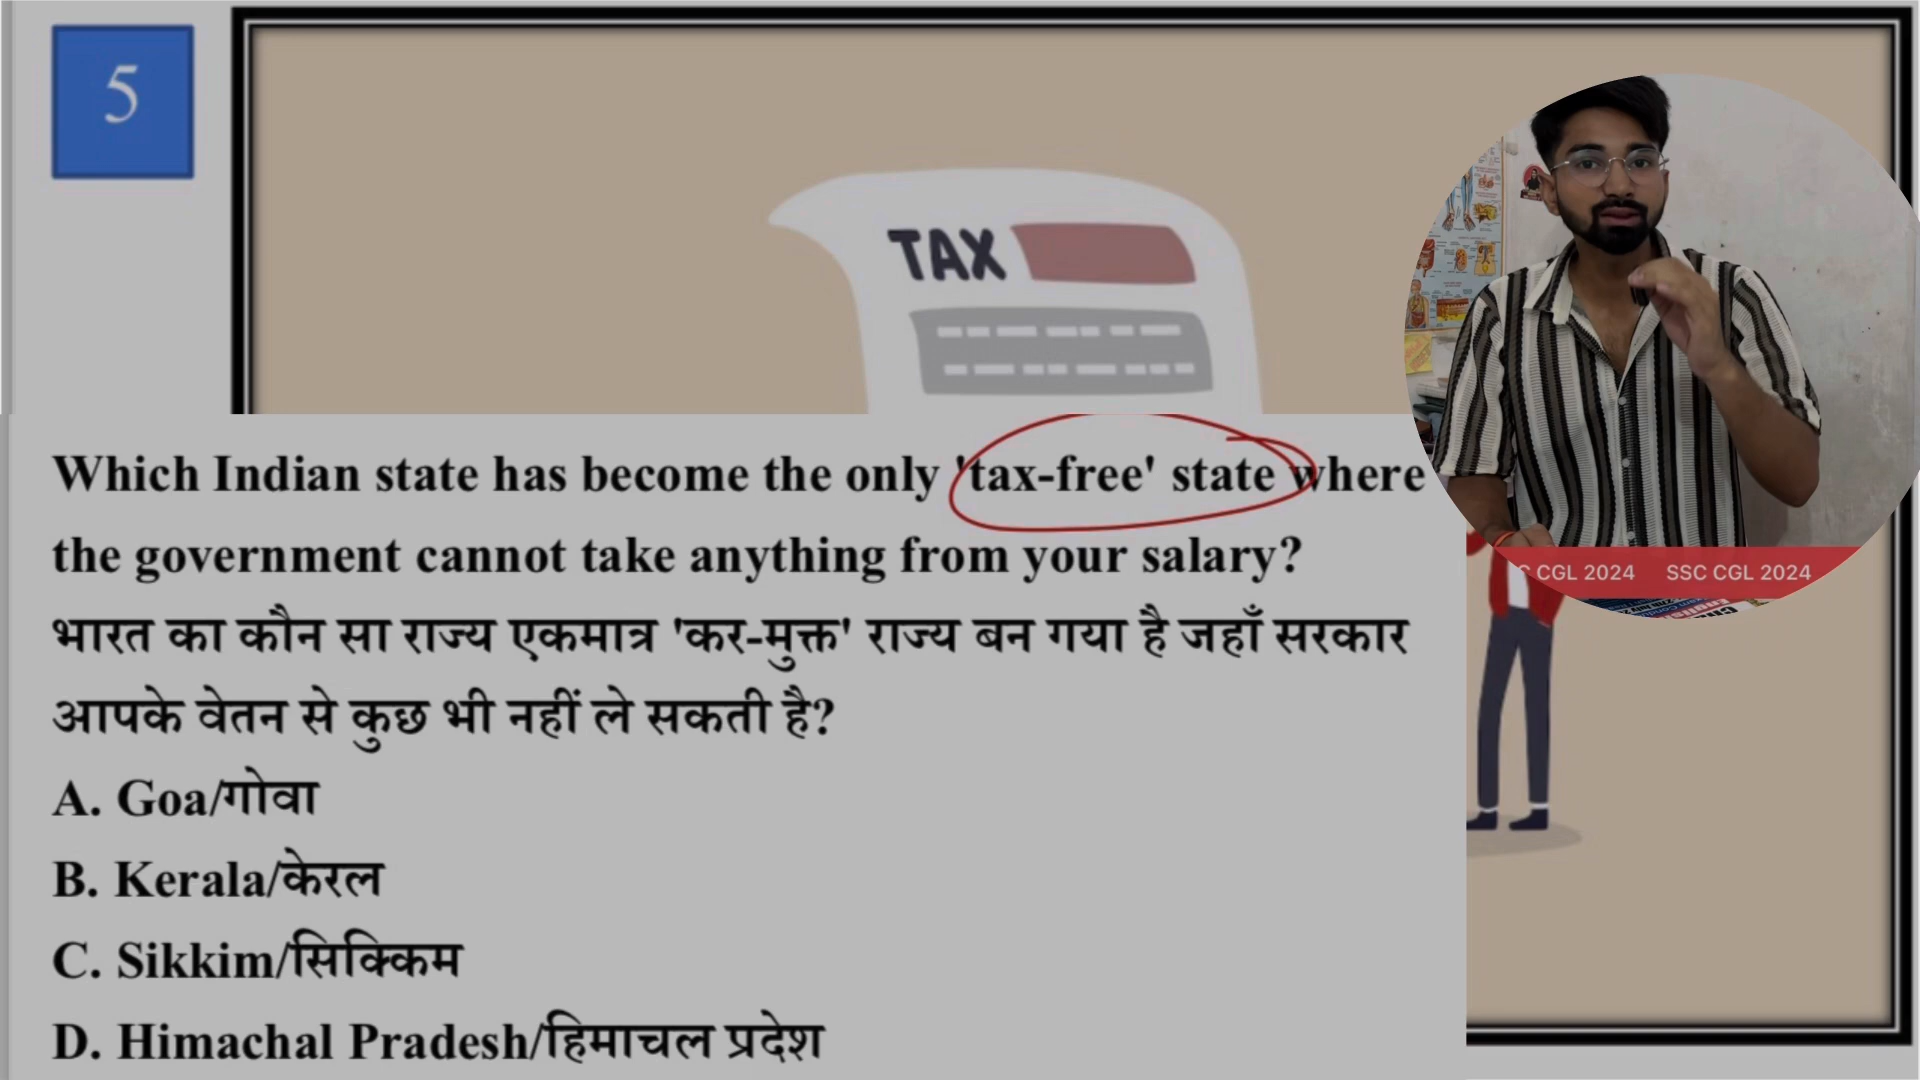 5
TAX
Which Indian state has become the only 'tax-free' state where
the government cannot take anything from your salary?
भारत का कौन सा राज्य एकमात्र 'कर-मुक्त' राज्य बन गया है जहाँ सरकार
आपके वेतन से कुछ भी नहीं ले सकती है?
A. Goa/गोवा
B. Kerala/केरल
C. Sikkim/सिक्किम
D. Himachal Pradesh/हिमाचल प्रदेश
CGL 2024 SSC CGL 2024